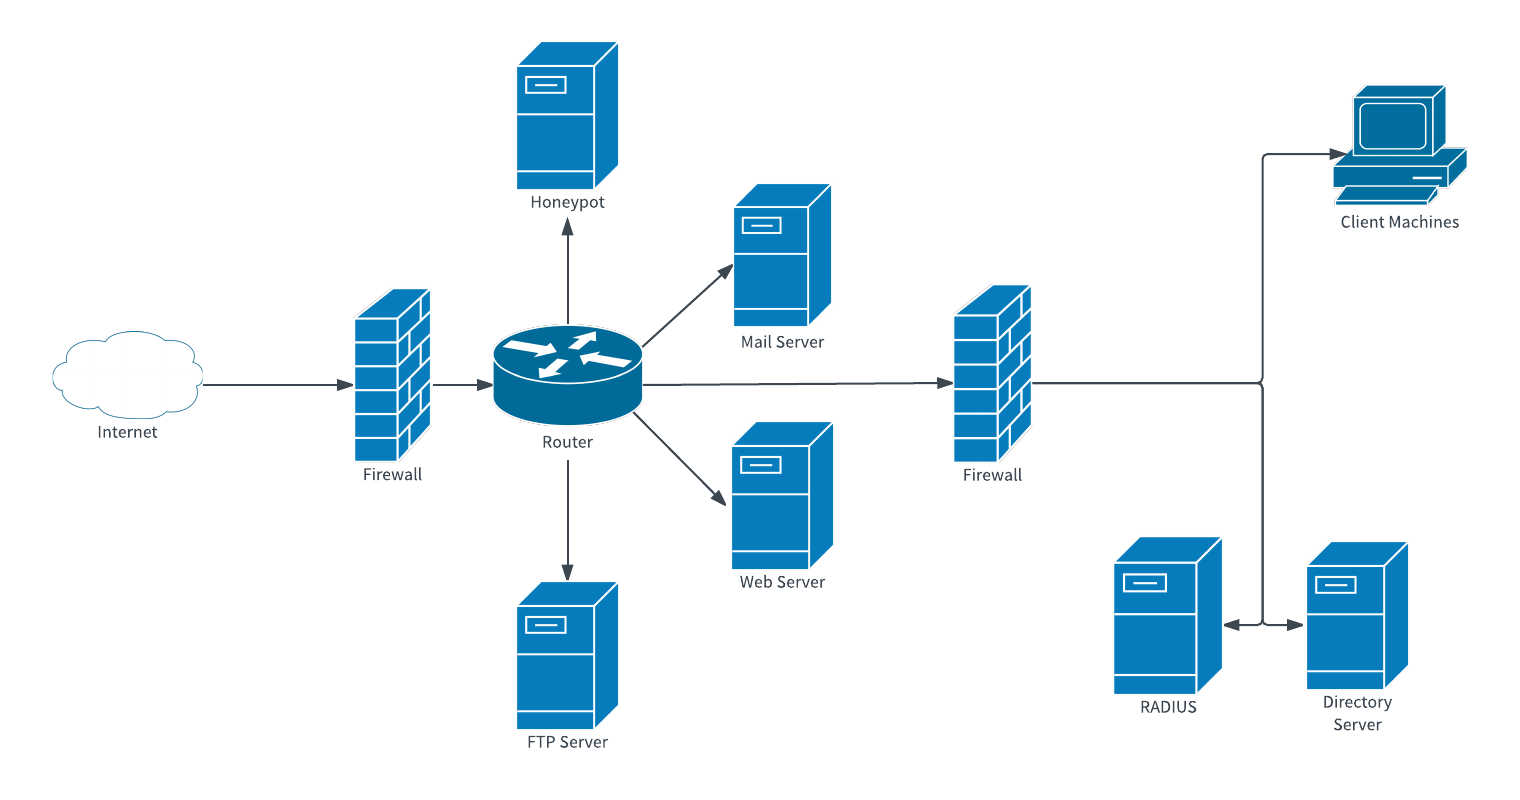 Honeypot
Client Machines
Mail Server
Internet
Router
Firewall
Firewall
Web Server
RADIUS
Directory
Server
FTP Server